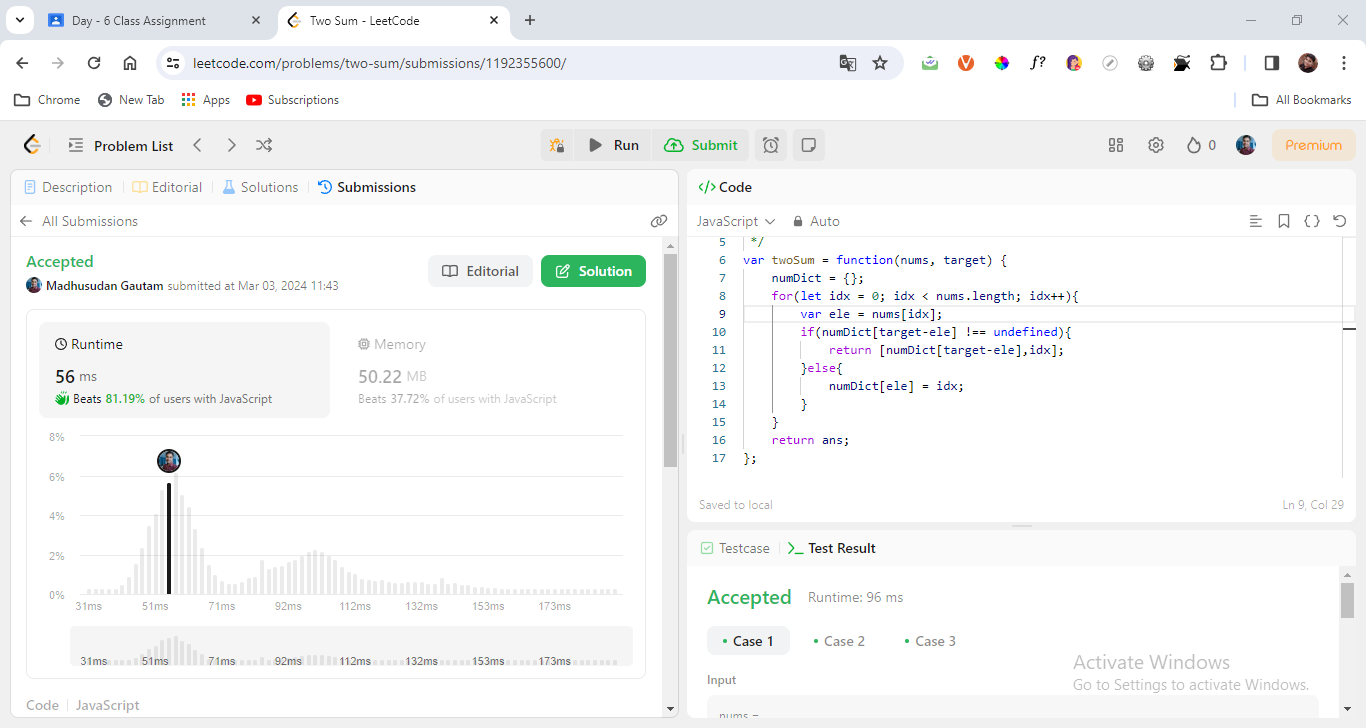 Day - 6 Class Assignment
Two Sum - LeetCode
leetcode.com/problems/two-sum/submissions/1192355600/
f?
Chrome New Tab Apps Subscriptions All Bookmarks
Problem List Run Submit 0 Premium
Description Editorial Solutions Submissions
All Submissions
Accepted
Madhusudan Gautam submitted at Mar 03, 2024 11:43
Editorial Solution
Runtime
56 ms
Beats 81.19% of users with JavaScript
Memory
50.22 MB
Beats 37.72% of users with JavaScript
8%
6%
4%
2%
0%
31ms 51ms 71ms 92ms 112ms 132ms 153ms 173ms
31ms 51ms 71ms 92ms 112ms 132ms 153ms 173ms
Code JavaScript
</> Code
JavaScript Auto
5 */
6 var twoSum = function(nums, target) {
7 numDict = {};
8 for(let idx = 0; idx < nums.length; idx++){
9 var ele = nums[idx];
10 if(numDict[target-ele] !== undefined){
11 return [numDict[target-ele],idx];
12 }else{
13 numDict[ele] = idx;
14 }
15 }
16 return ans;
17 };
Saved to local Ln 9, Col 29
Testcase Test Result
Accepted Runtime: 96 ms
Case 1 Case 2 Case 3
Input
nums =
Activate Windows
Go to Settings to activate Windows.